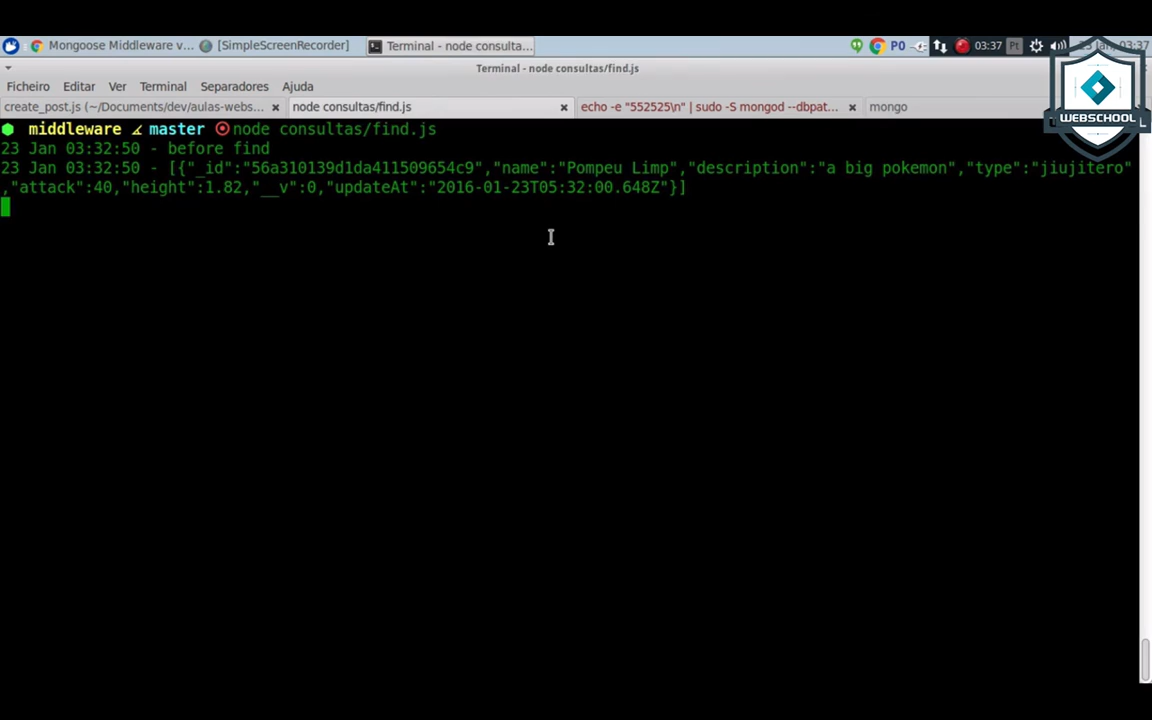 Mongoose Middleware v... [SimpleScreenRecorder] Terminal - node consulta... PO 03:37 Pt 03:37
Terminal - node consultas/find.js
Ficheiro Editar Ver Terminal Separadores Ajuda
create_post.js (~/Documents/dev/aulas-webs... node consultas/find.js echo -e "552525\n" | sudo -S mongod --dbpat... mongo
WEBSCHOOL
middleware master node consultas/find.js
23 Jan 03:32:50 - before find
23 Jan 03:32:50 - [{"_id":"56a310139d1da411509654c9","name":"Pompeu Limp","description":"a big pokemon","type":"jiujitero"
,"attack":40,"height":1.82,"__v":0,"updateAt":"2016-01-23T05:32:00.648Z"}]